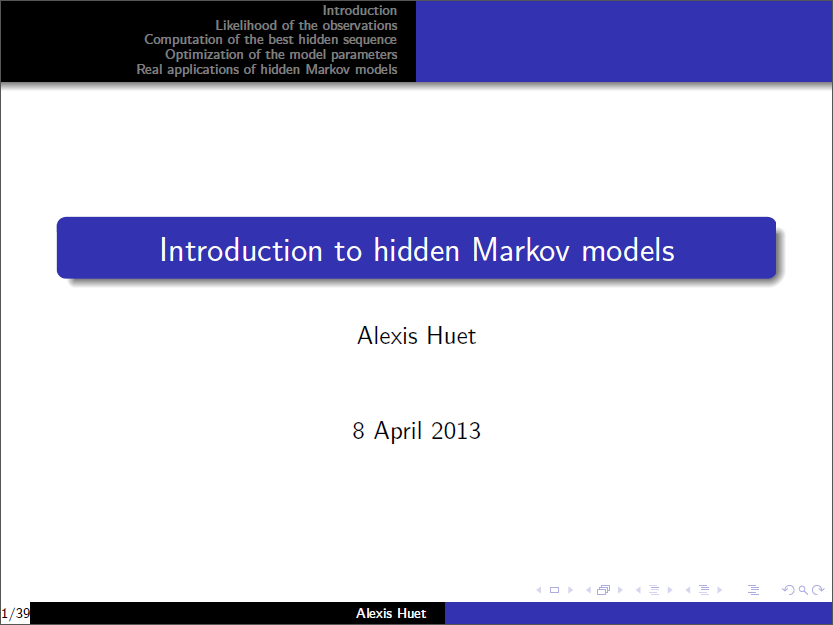 Introduction
Likelihood of the observations
Computation of the best hidden sequence
Optimization of the model parameters
Real applications of hidden Markov models
Introduction to hidden Markov models
Alexis Huet
8 April 2013
1/39
Alexis Huet